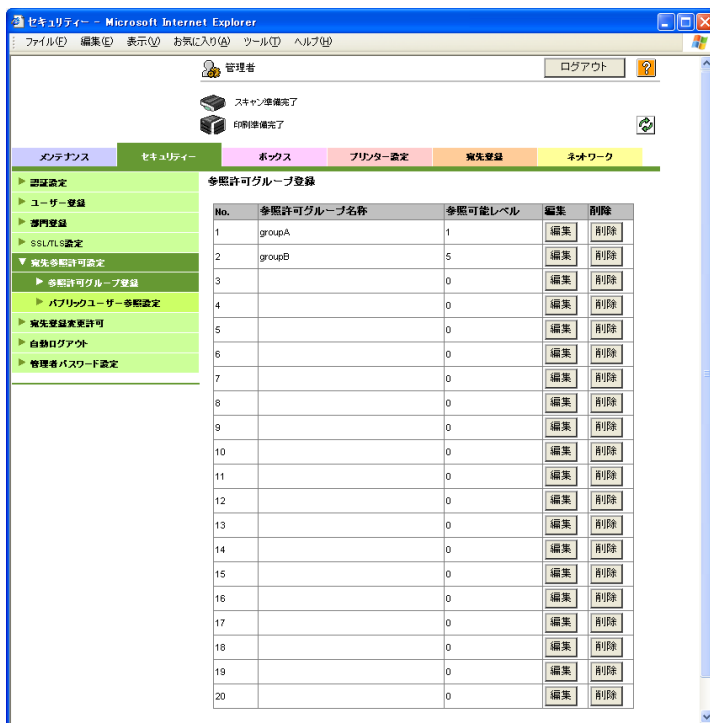 セキュリティー - Microsoft Internet Explorer
ファイル(F) 編集(E) 表示(V) お気に入り(A) ツール(T) ヘルプ(H)
管理者 ログアウト ?
スキャン準備完了
印刷準備完了
メンテナンス セキュリティー ボックス プリンター設定 宛先登録 ネットワーク
認証設定
ユーザー登録
部門登録
SSL/TLS設定
宛先参照許可設定
参照許可グループ登録
パブリックユーザー参照設定
宛先登録変更許可
自動ログアウト
管理者パスワード設定
参照許可グループ登録
No. 参照許可グループ名称 参照可能レベル 編集 削除
1 groupA 1 編集 削除
2 groupB 5 編集 削除
3 0 編集 削除
4 0 編集 削除
5 0 編集 削除
6 0 編集 削除
7 0 編集 削除
8 0 編集 削除
9 0 編集 削除
10 0 編集 削除
11 0 編集 削除
12 0 編集 削除
13 0 編集 削除
14 0 編集 削除
15 0 編集 削除
16 0 編集 削除
17 0 編集 削除
18 0 編集 削除
19 0 編集 削除
20 0 編集 削除